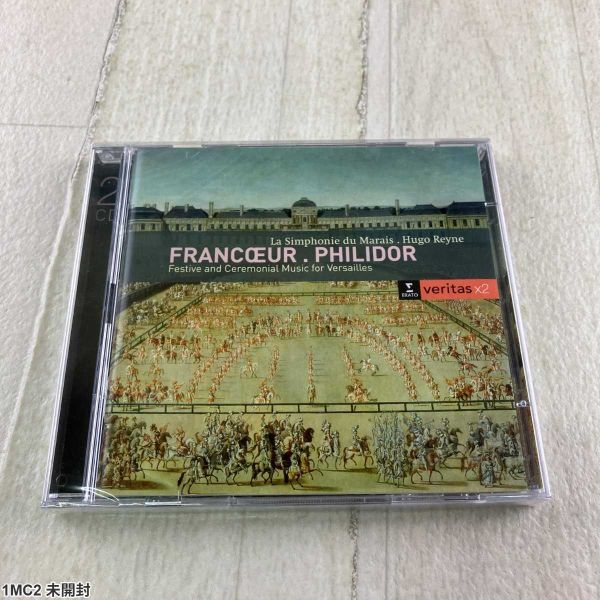 2
CD
La Simphonie du Marais . Hugo Reyne
FRANCŒUR . PHILIDOR
Festive and Ceremonial Music for Versailles
ERATO
veritas x2
1MC2 未開封